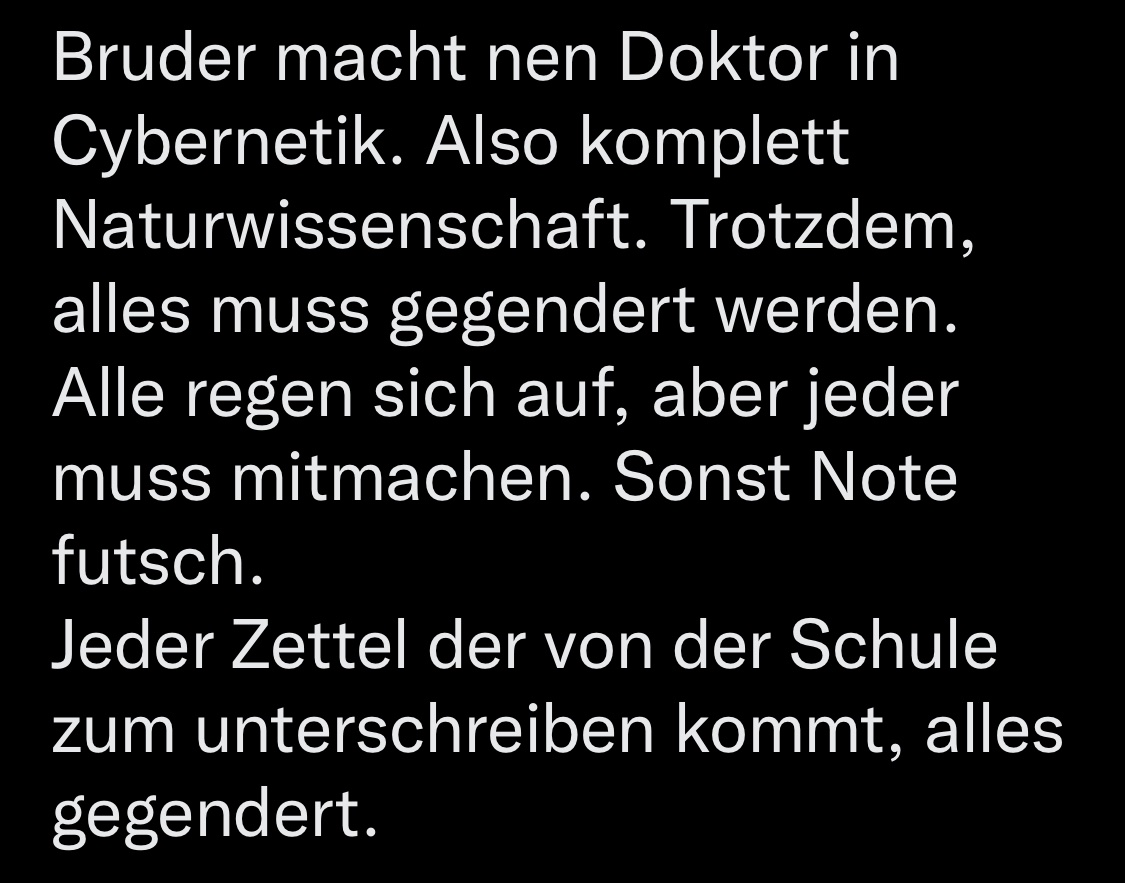 Bruder macht nen Doktor in
Cybernetik. Also komplett
Naturwissenschaft. Trotzdem,
alles muss gegendert werden.
Alle regen sich auf, aber jeder
muss mitmachen. Sonst Note
futsch.
Jeder Zettel der von der Schule
zum unterschreiben kommt, alles
gegendert.